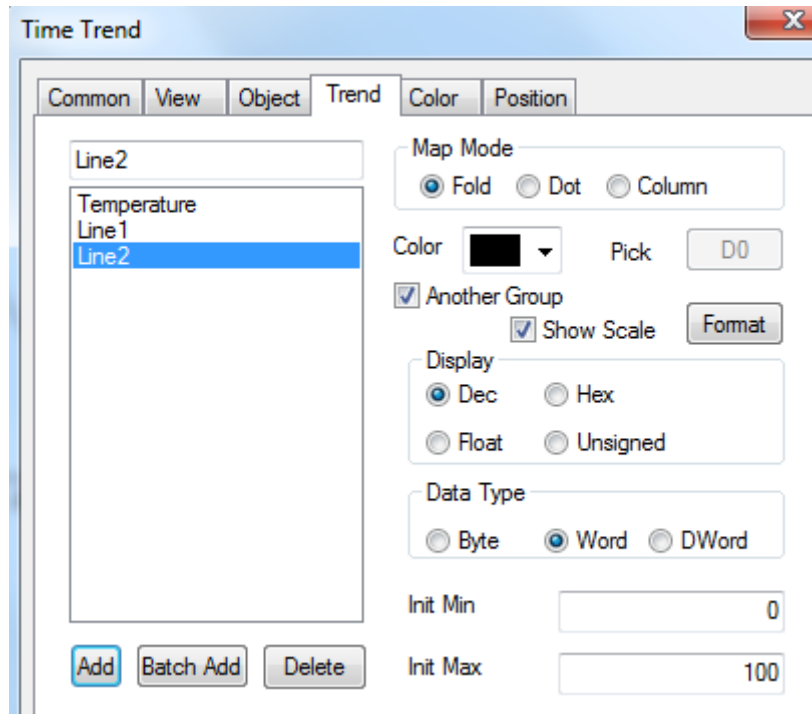 Time Trend
Common View Object Trend Color Position
Line2
Temperature
Line1
Line2
Add Batch Add Delete
Map Mode
Fold Dot Column
Color Pick D0
Another Group
Show Scale Format
Display
Dec Hex
Float Unsigned
Data Type
Byte Word DWord
Init Min 0
Init Max 100